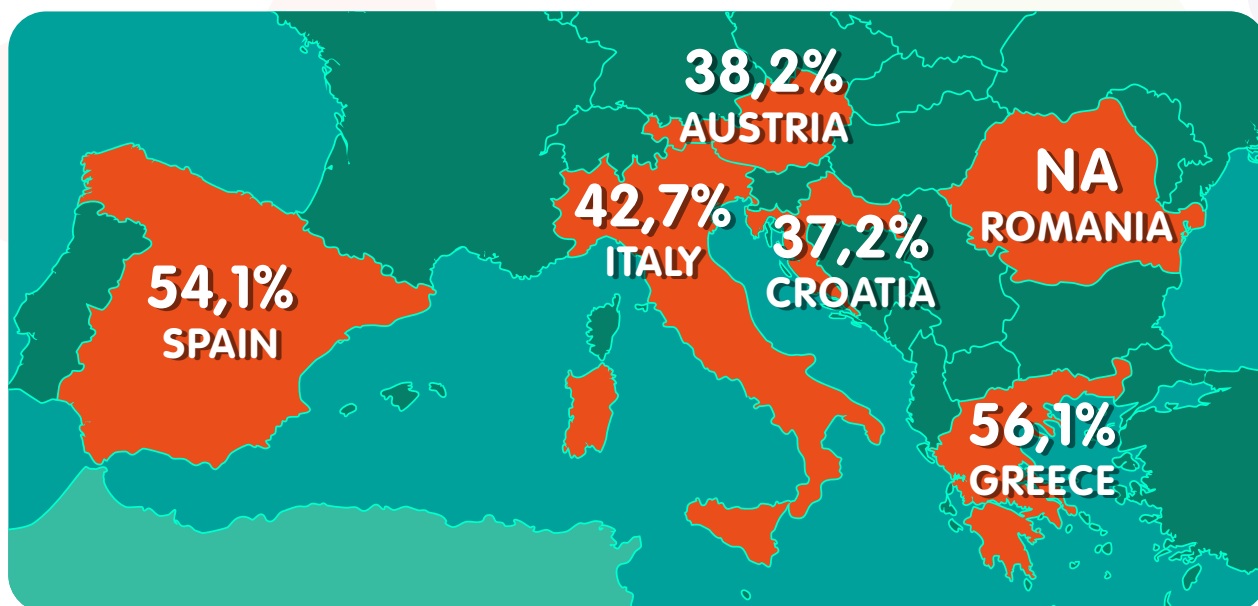 38,2%
AUSTRIA
NA
ROMANIA
42,7%
ITALY
37,2%
CROATIA
54,1%
SPAIN
56,1%
GREECE